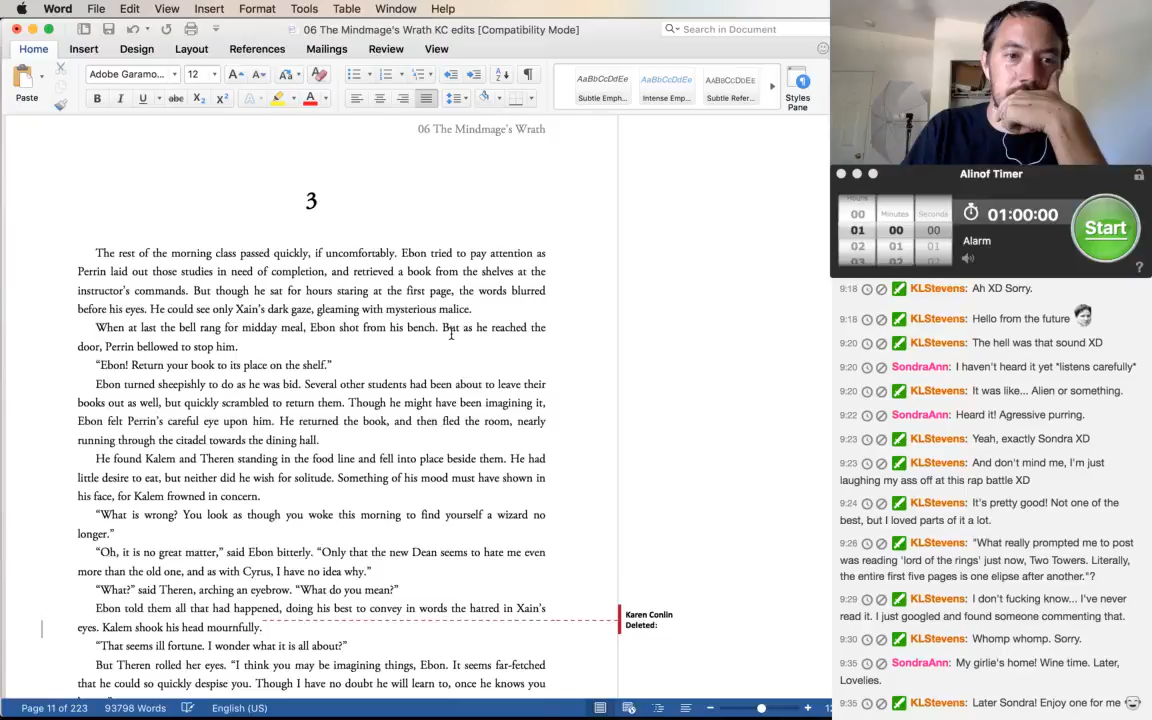 Word File Edit View Insert Format Tools Table Window Help
06 The Mindmage's Wrath KC edits [Compatibility Mode]
Search in Document
Home Insert Design Layout References Mailings Review View
Paste
Adobe Garamo... 12
AaBbCcDdEe AaBbCcDdEe AaBbCcDdEe
Subtle Emph... Intense Emp... Subtle Refer... Styles Pane
06 The Mindmage's Wrath
3
The rest of the morning class passed quickly, if uncomfortably. Ebon tried to pay attention as
Perrin laid out those studies in need of completion, and retrieved a book from the shelves at the
instructor's commands. But though he sat for hours staring at the first page, the words blurred
before his eyes. He could see only Xain's dark gaze, gleaming with mysterious malice.
When at last the bell rang for midday meal, Ebon shot from his bench. But as he reached the
door, Perrin bellowed to stop him.
“Ebon! Return your book to its place on the shelf.”
Ebon turned sheepishly to do as he was bid. Several other students had been about to leave their
books out as well, but quickly scrambled to return them. Though he might have been imagining it,
Ebon felt Perrin's careful eye upon him. He returned the book, and then fled the room, nearly
running through the citadel towards the dining hall.
He found Kalem and Theren standing in the food line and fell into place beside them. He had
little desire to eat, but neither did he wish for solitude. Something of his mood must have shown in
his face, for Kalem frowned in concern.
“What is wrong? You look as though you woke this morning to find yourself a wizard no
longer.”
“Oh, it is no great matter,” said Ebon bitterly. “Only that the new Dean seems to hate me even
more than the old one, and as with Cyrus, I have no idea why.”
“What?” said Theren, arching an eyebrow. “What do you mean?”
Ebon told them all that had happened, doing his best to convey in words the hatred in Xain's
eyes. Kalem shook his head mournfully.
“That seems ill fortune. I wonder what it is all about?”
But Theren rolled her eyes. “I think you may be imagining things, Ebon. It seems far-fetched
that he could so quickly despise you. Though I have no doubt he will learn to, once he knows you
Karen Conlin
Deleted:
Page 11 of 223 93798 Words English (US)
Alinof Timer
Hours Minutes Seconds
00
01 00 00
02 01 01
01:00:00
Alarm
Start
?
9:18 KLStevens: Ah XD Sorry.
9:18 KLStevens: Hello from the future
9:20 KLStevens: The hell was that sound XD
9:20 SondraAnn: I haven't heard it yet *listens carefully*
9:20 KLStevens: It was like... Alien or something.
9:22 SondraAnn: Heard it! Agressive purring.
9:23 KLStevens: Yeah, exactly Sondra XD
9:23 KLStevens: And don't mind me, I'm just
laughing my ass off at this rap battle XD
9:24 KLStevens: It's pretty good! Not one of the
best, but I loved parts of it a lot.
9:26 KLStevens: "What really prompted me to post
was reading 'lord of the rings' just now, Two Towers. Literally,
the entire first five pages is one elipse after another."?
9:29 KLStevens: I don't fucking know... I've never
read it. I just googled and found someone commenting that.
9:30 KLStevens: Whomp whomp. Sorry.
9:35 SondraAnn: My girlie's home! Wine time. Later,
Lovelies.
9:35 KLStevens: Later Sondra! Enjoy one for me